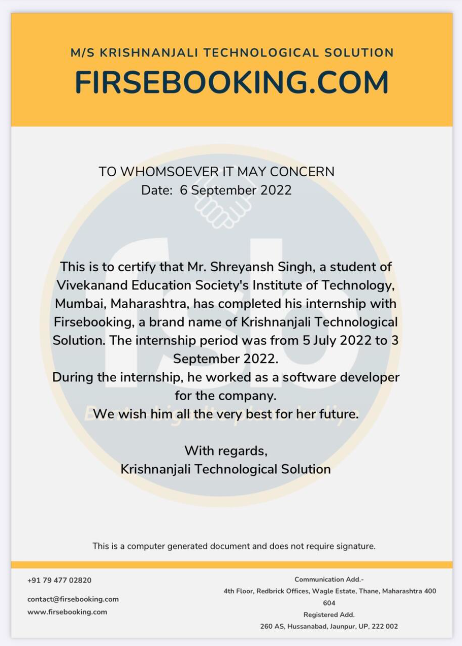 M/S KRISHNANJALI TECHNOLOGICAL SOLUTION
FIRSEBOOKING.COM
TO WHOMSOEVER IT MAY CONCERN
Date: 6 September 2022
This is to certify that Mr. Shreyansh Singh, a student of
Vivekanand Education Society's Institute of Technology,
Mumbai, Maharashtra, has completed his internship with
Firsebooking, a brand name of Krishnanjali Technological
Solution. The internship period was from 5 July 2022 to 3
September 2022.
During the internship, he worked as a software developer
for the company.
We wish him all the very best for her future.
With regards,
Krishnanjali Technological Solution
fsb
This is a computer generated document and does not require signature.
+91 79 477 02820
contact@firsebooking.com
www.firsebooking.com
Communication Add.-
4th Floor, Redbrick Offices, Wagle Estate, Thane, Maharashtra 400
604
Registered Add.
260 AS, Hussanabad, Jaunpur, UP, 222 002